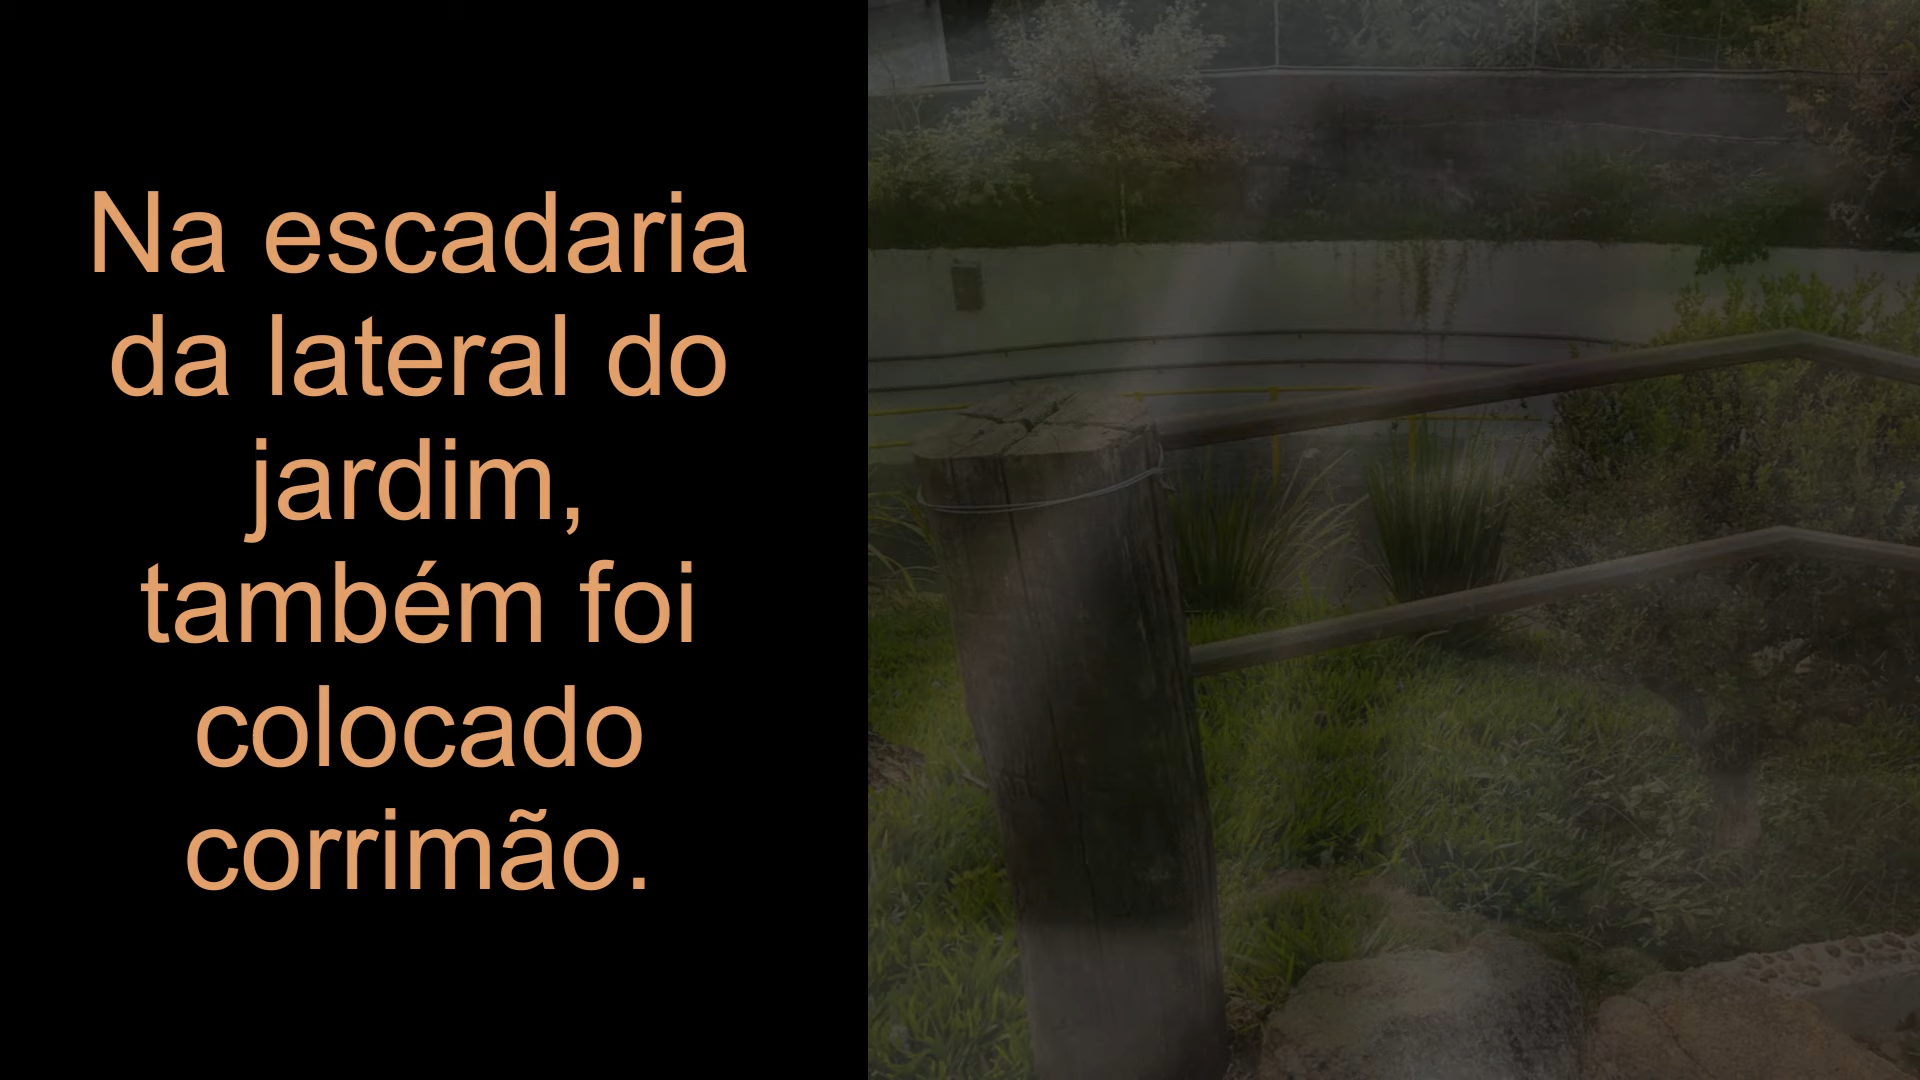 Na escadaria
da lateral do
jardim,
também foi
colocado
corrimão.